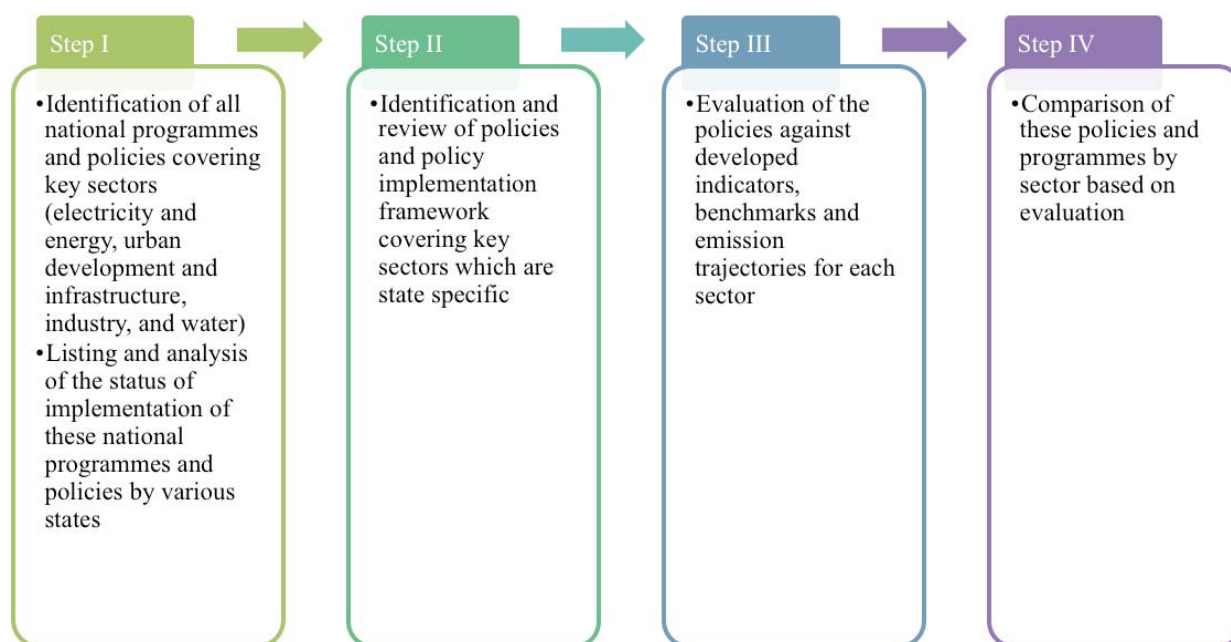 Step I
•Identification of all
national programmes
and policies covering
key sectors
(electricity and
energy, urban
development and
infrastructure,
industry, and water)
•Listing and analysis
of the status of
implementation of
these national
programmes and
policies by various
states
Step II
•Identification and
review of policies
and policy
implementation
framework
covering key
sectors which are
state specific
Step III
•Evaluation of the
policies against
developed
indicators,
benchmarks and
emission
trajectories for each
sector
Step IV
•Comparison of
these policies and
programmes by
sector based on
evaluation